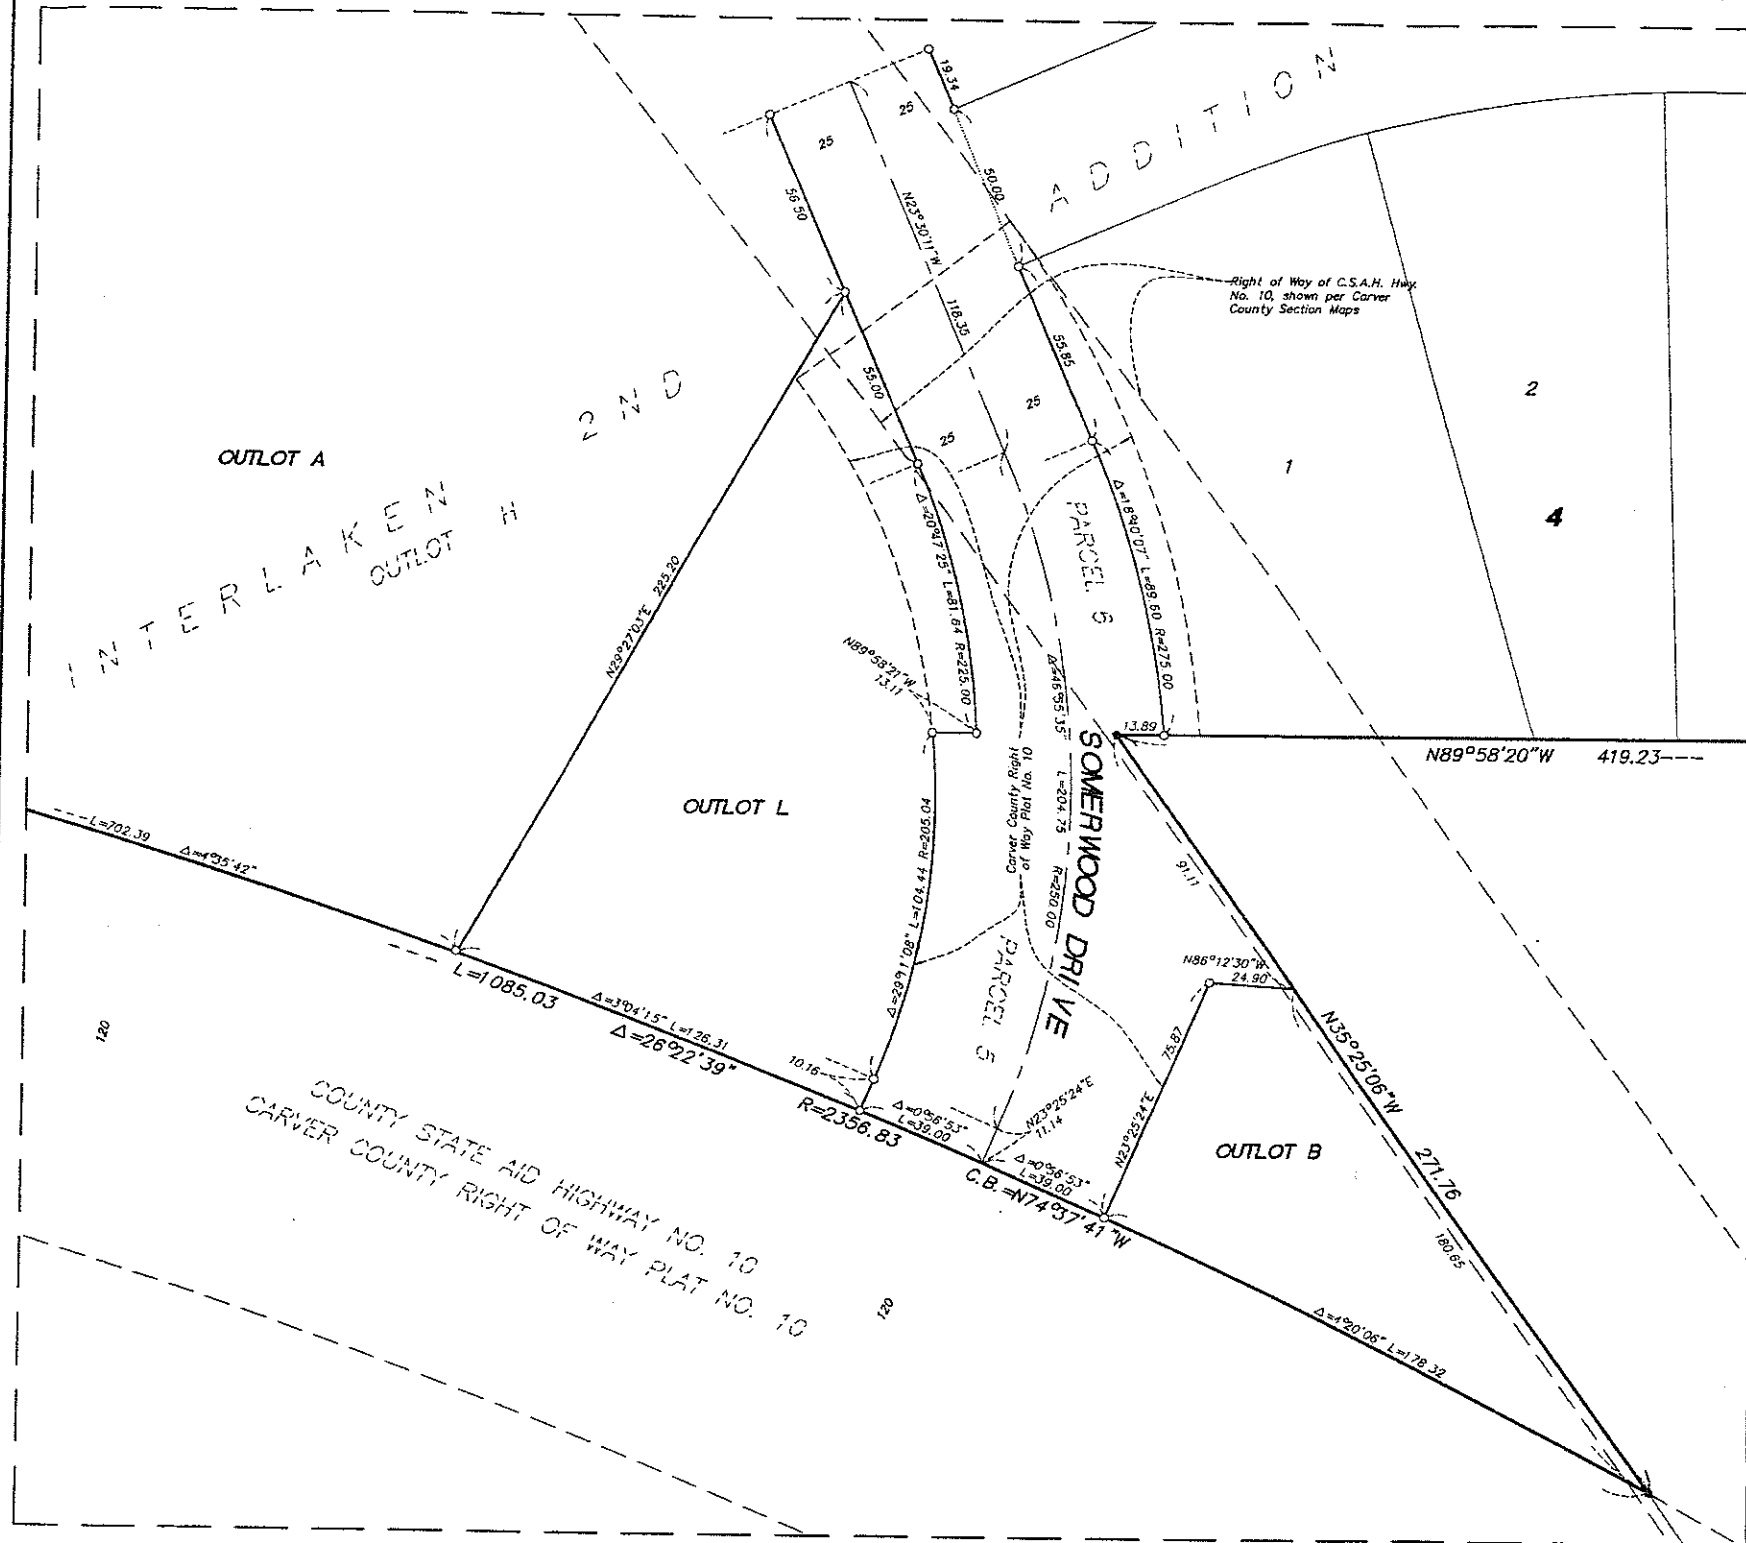 19.34
25
25
56.50
N23°30'11"W
118.35
50.00
ADDITION
Right of Way of C.S.A.H. Hwy.
No. 10, shown per Carver
County Section Maps
55.00
55.85
25
25
2
1
4
OUTLOT A
INTERLAKEN 2ND
OUTLOT H
N29°27'03"E 225.20
Δ=20°47'25" L=81.64 R=225.00
PARCEL 5
Δ=18°40'07" L=89.60 R=275.00
N89°58'21"W
13.11
13.89
N89°58'20"W 419.23---
OUTLOT L
Carver County Right
of Way Plat No. 10
Δ=46°55'35" L=204.75 R=250.00
SOMERWOOD DRIVE
91.11
---L=702.39
Δ=4°35'42"
Δ=29°11'08" L=104.44 R=205.04
PARCEL 5
N86°12'30"W
24.90
L=1085.03
Δ=3°04'15" L=126.31
Δ=26°22'39"
10.16
R=2356.83
Δ=0°56'53"
L=39.00
N23°25'24"E
11.14
Δ=0°56'53"
L=39.00
C.B.=N74°37'41"W
75.87
N23°25'24"E
OUTLOT B
N35°25'06"W
271.76
180.65
Δ=4°20'06" L=178.32
120
COUNTY STATE AID HIGHWAY NO. 10
CARVER COUNTY RIGHT OF WAY PLAT NO. 10
120